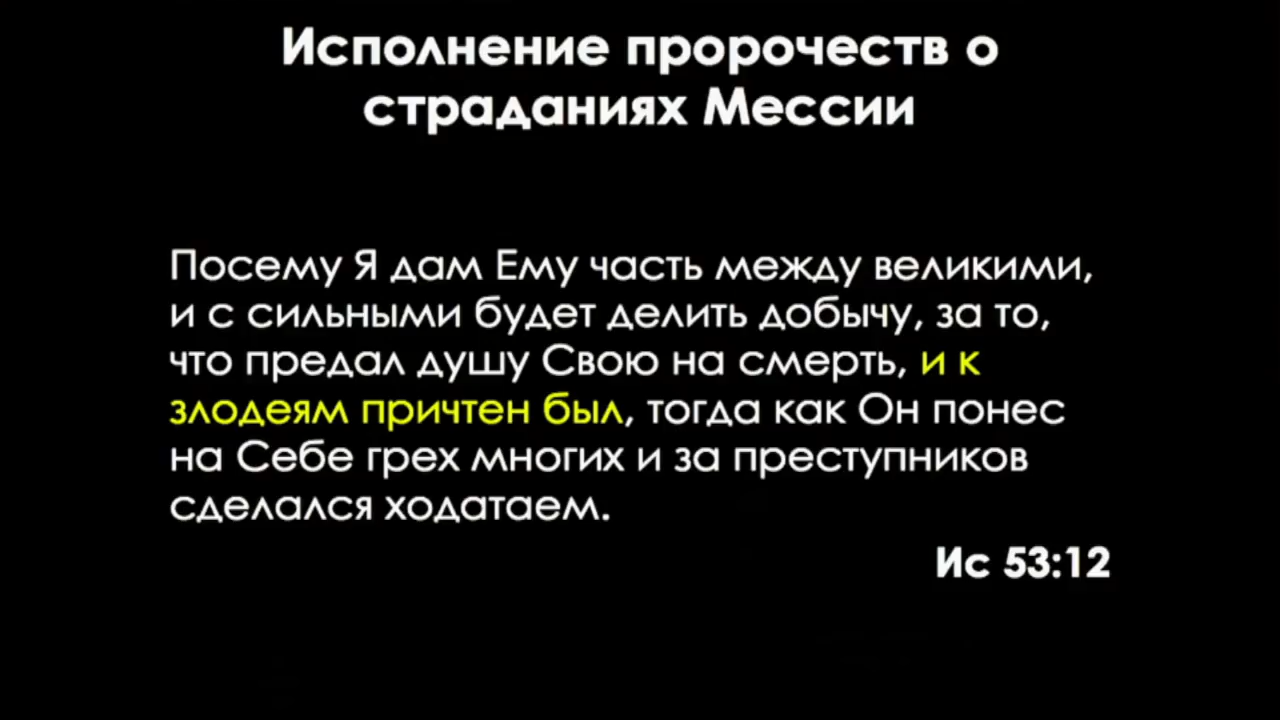 Исполнение пророчеств о
страданиях Мессии
Посему Я дам Ему часть между великими,
и с сильными будет делить добычу, за то,
что предал душу Свою на смерть, и к
злодеям причтен был, тогда как Он понес
на Себе грех многих и за преступников
сделался ходатаем.
Ис 53:12